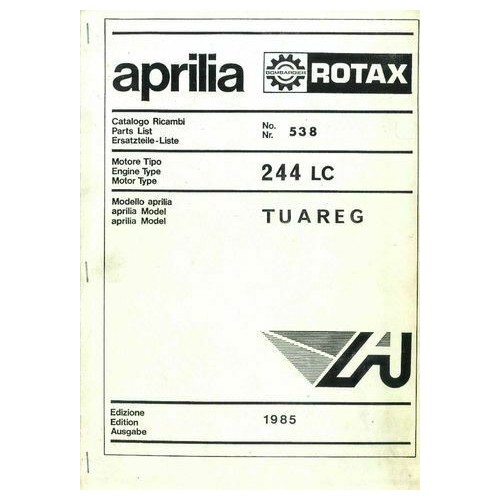 aprilia BOMBARDIER ROTAX
Catalogo Ricambi
Parts List
Ersatzteile-Liste
No.
Nr. 538
Motore Tipo
Engine Type
Motor Type
244 LC
Modello aprilia
aprilia Model
aprilia Model
TUAREG
Edizione
Edition
Ausgabe
1985